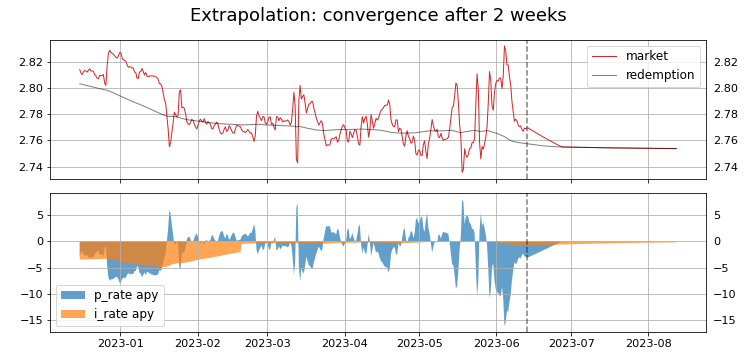 Extrapolation: convergence after 2 weeks
2.82 2.82
2.80 2.80
2.78 2.78
2.76 2.76
2.74 2.74
market
redemption
5 5
0 0
−5 −5
−10 −10
−15 −15
p_rate apy
i_rate apy
2023-01 2023-02 2023-03 2023-04 2023-05 2023-06 2023-07 2023-08